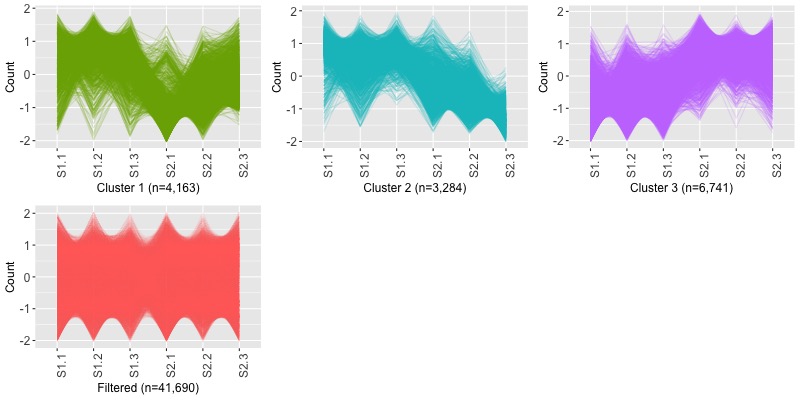 2
1
0
-1
-2
Count
S1.1
S1.2
S1.3
S2.1
S2.2
S2.3
Cluster 1 (n=4,163)
2
1
0
-1
-2
Count
S1.1
S1.2
S1.3
S2.1
S2.2
S2.3
Cluster 2 (n=3,284)
2
1
0
-1
-2
Count
S1.1
S1.2
S1.3
S2.1
S2.2
S2.3
Cluster 3 (n=6,741)
2
1
0
-1
-2
Count
S1.1
S1.2
S1.3
S2.1
S2.2
S2.3
Filtered (n=41,690)